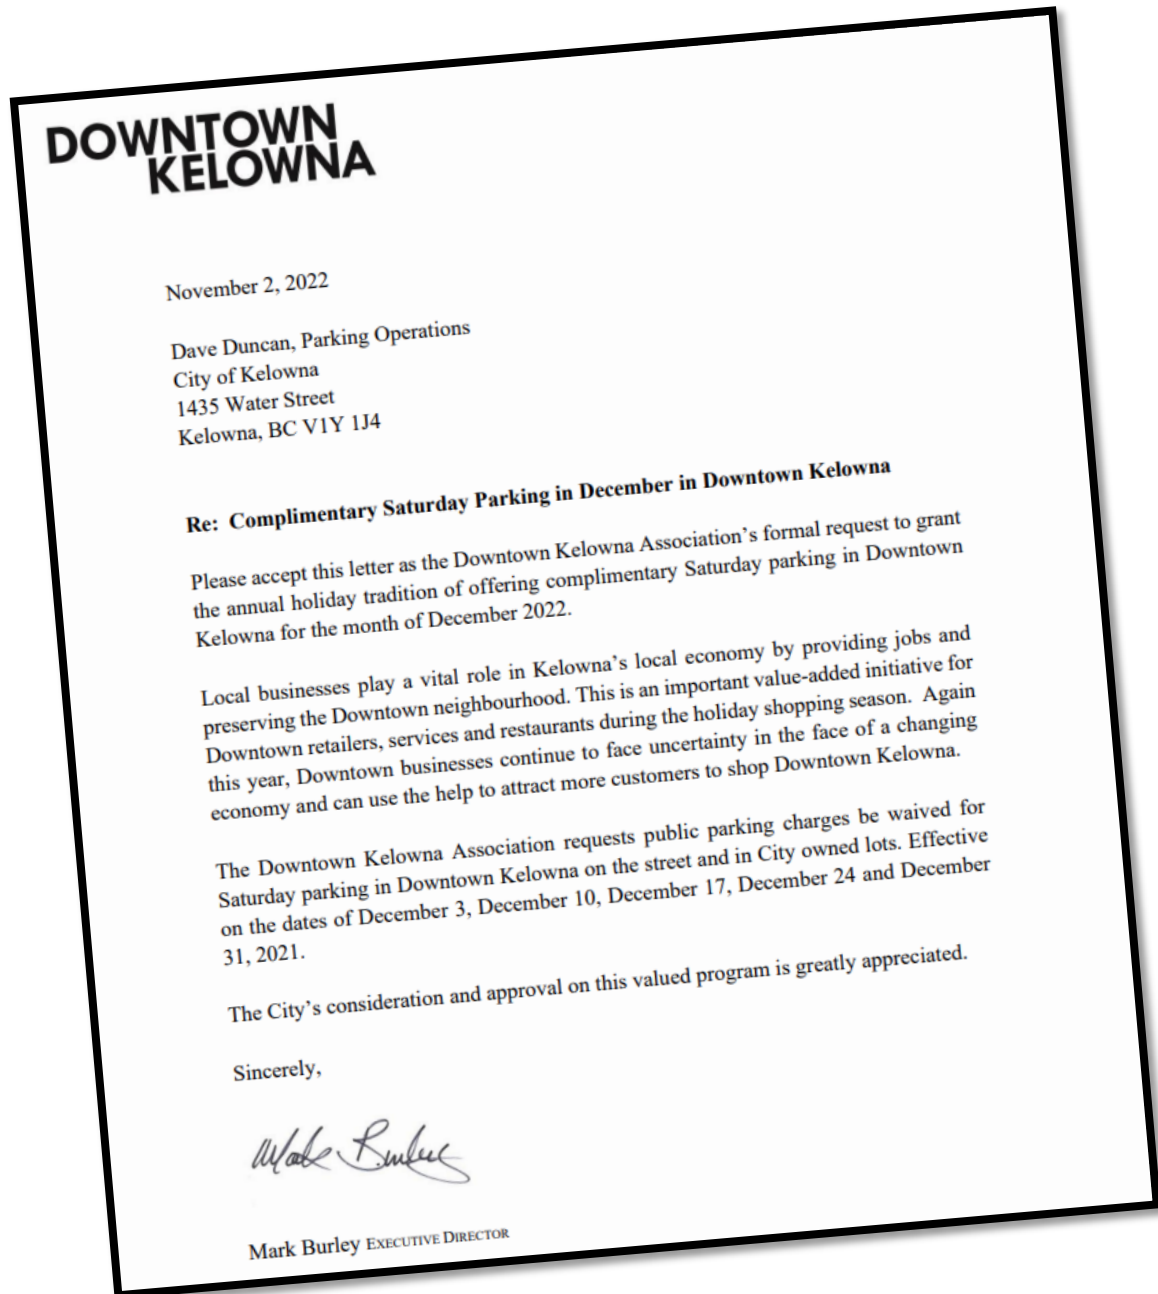 DOWNTOWN
KELOWNA
November 2, 2022
Dave Duncan, Parking Operations
City of Kelowna
1435 Water Street
Kelowna, BC V1Y 1J4
Re:  Complimentary Saturday Parking in December in Downtown Kelowna
Please accept this letter as the Downtown Kelowna Association’s formal request to grant
the annual holiday tradition of offering complimentary Saturday parking in Downtown
Kelowna for the month of December 2022.
Local businesses play a vital role in Kelowna’s local economy by providing jobs and
preserving the Downtown neighbourhood. This is an important value-added initiative for
Downtown retailers, services and restaurants during the holiday shopping season.  Again
this year, Downtown businesses continue to face uncertainty in the face of a changing
economy and can use the help to attract more customers to shop Downtown Kelowna.
The Downtown Kelowna Association requests public parking charges be waived for
Saturday parking in Downtown Kelowna on the street and in City owned lots. Effective
on the dates of December 3, December 10, December 17, December 24 and December
31, 2021.
The City’s consideration and approval on this valued program is greatly appreciated.
Sincerely,
Mark Burley
Mark Burley EXECUTIVE DIRECTOR